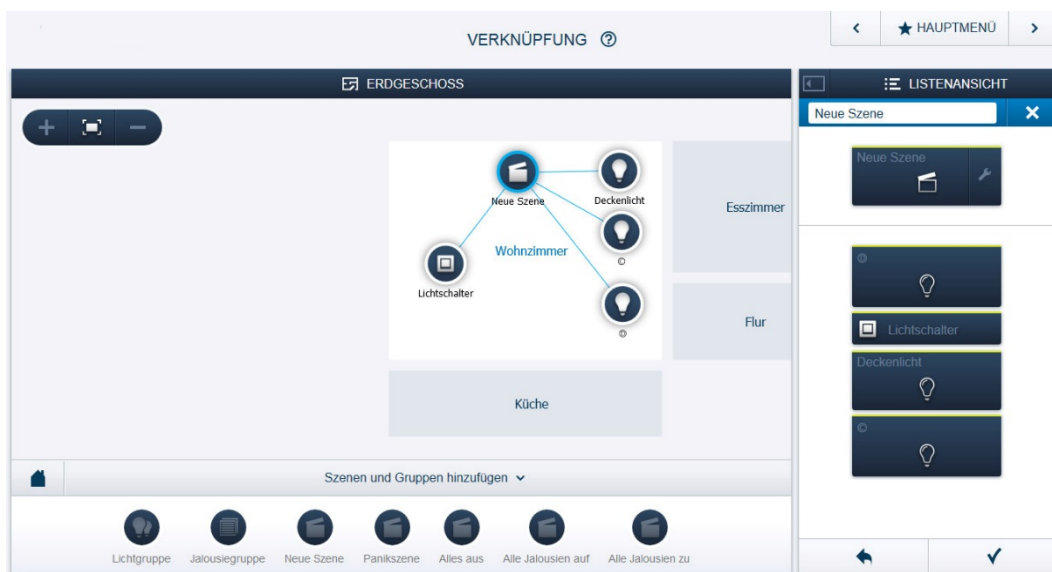 VERKNÜPFUNG ?
HAUPTMENÜ
ERDGESCHOSS
LISTENANSICHT
Neue Szene
Neue Szene
Neue Szene
Deckenlicht
©
Wohnzimmer
Lichtschalter
©
Esszimmer
Flur
Küche
©
Lichtschalter
Deckenlicht
©
Szenen und Gruppen hinzufügen
Lichtgruppe
Jalousiegruppe
Neue Szene
Panikszene
Alles aus
Alle Jalousien auf
Alle Jalousien zu